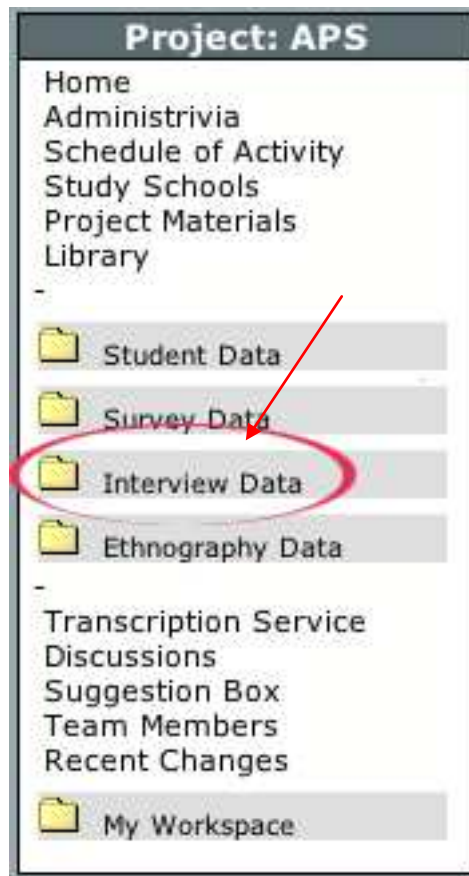 Project: APS
Home
Administrivia
Schedule of Activity
Study Schools
Project Materials
Library
-
Student Data
Survey Data
Interview Data
Ethnography Data
-
Transcription Service
Discussions
Suggestion Box
Team Members
Recent Changes
My Workspace